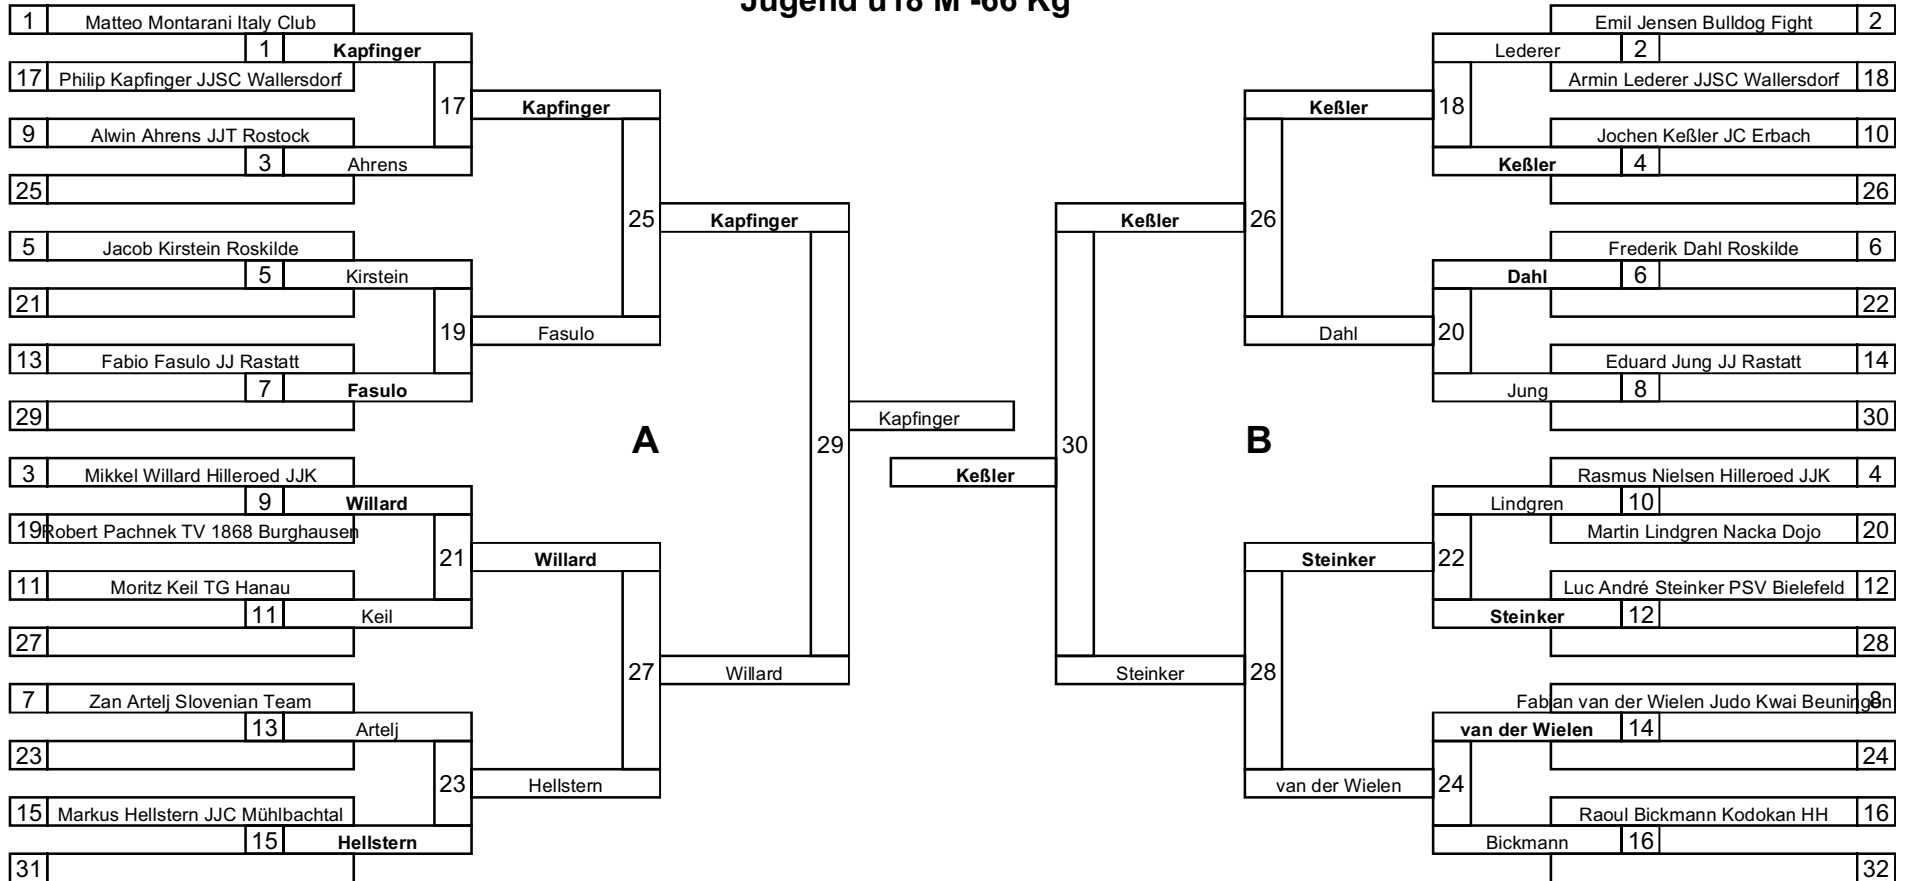 Jugend u18 M -66 Kg
1 Matteo Montarani Italy Club
1 Kapfinger
17 Philip Kapfinger JJSC Wallersdorf
17 Kapfinger
9 Alwin Ahrens JJT Rostock
3 Ahrens
25
25 Kapfinger
5 Jacob Kirstein Roskilde
5 Kirstein
21
19 Fasulo
13 Fabio Fasulo JJ Rastatt
7 Fasulo
29
A
29 Kapfinger
3 Mikkel Willard Hilleroed JJK
9 Willard
19 Robert Pachnek TV 1868 Burghausen
21 Willard
11 Moritz Keil TG Hanau
11 Keil
27
27 Willard
7 Zan Artelj Slovenian Team
13 Artelj
23
23 Hellstern
15 Markus Hellstern JJC Mühlbachtal
15 Hellstern
31
Emil Jensen Bulldog Fight 2
Lederer 2
Armin Lederer JJSC Wallersdorf 18
Keßler 18
Jochen Keßler JC Erbach 10
Keßler 4
26
Keßler 26
Frederik Dahl Roskilde 6
Dahl 6
22
Dahl 20
Eduard Jung JJ Rastatt 14
Jung 8
30
B
Keßler 30
Rasmus Nielsen Hilleroed JJK 4
Lindgren 10
Martin Lindgren Nacka Dojo 20
Steinker 22
Luc André Steinker PSV Bielefeld 12
Steinker 12
28
Steinker 28
Fabian van der Wielen Judo Kwai Beuningen 8
van der Wielen 14
24
van der Wielen 24
Raoul Bickmann Kodokan HH 16
Bickmann 16
32